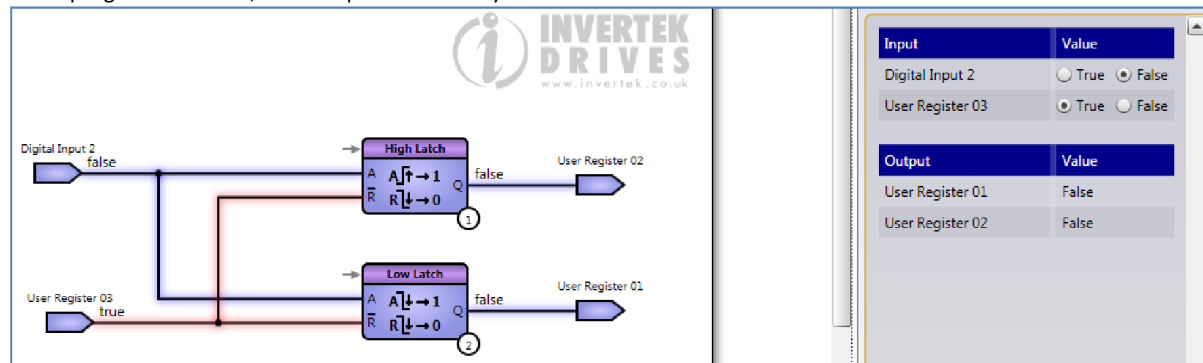 INVERTEK
DRIVES
www.invertek.co.uk
Digital Input 2
false
High Latch
A A↑→1
R R↓→0
Q false
1
User Register 02
User Register 03
true
Low Latch
A A↓→1
R R↓→0
Q false
2
User Register 01
Input Value
Digital Input 2 True False
User Register 03 True False
Output Value
User Register 01 False
User Register 02 False